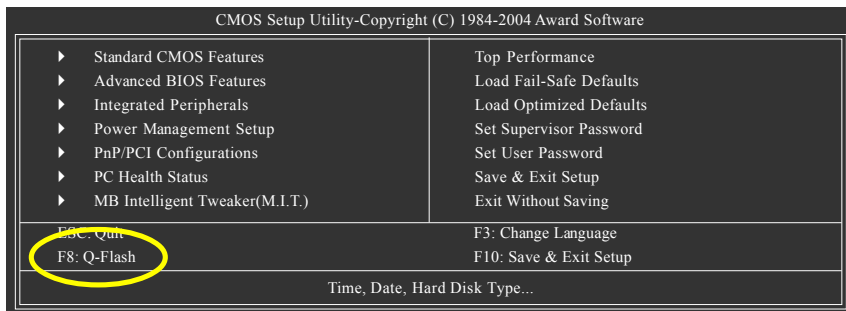 CMOS Setup Utility-Copyright (C) 1984-2004 Award Software
Standard CMOS Features
Advanced BIOS Features
Integrated Peripherals
Power Management Setup
PnP/PCI Configurations
PC Health Status
MB Intelligent Tweaker(M.I.T.)
Top Performance
Load Fail-Safe Defaults
Load Optimized Defaults
Set Supervisor Password
Set User Password
Save & Exit Setup
Exit Without Saving
ESC: Quit
F8: Q-Flash
F3: Change Language
F10: Save & Exit Setup
Time, Date, Hard Disk Type...